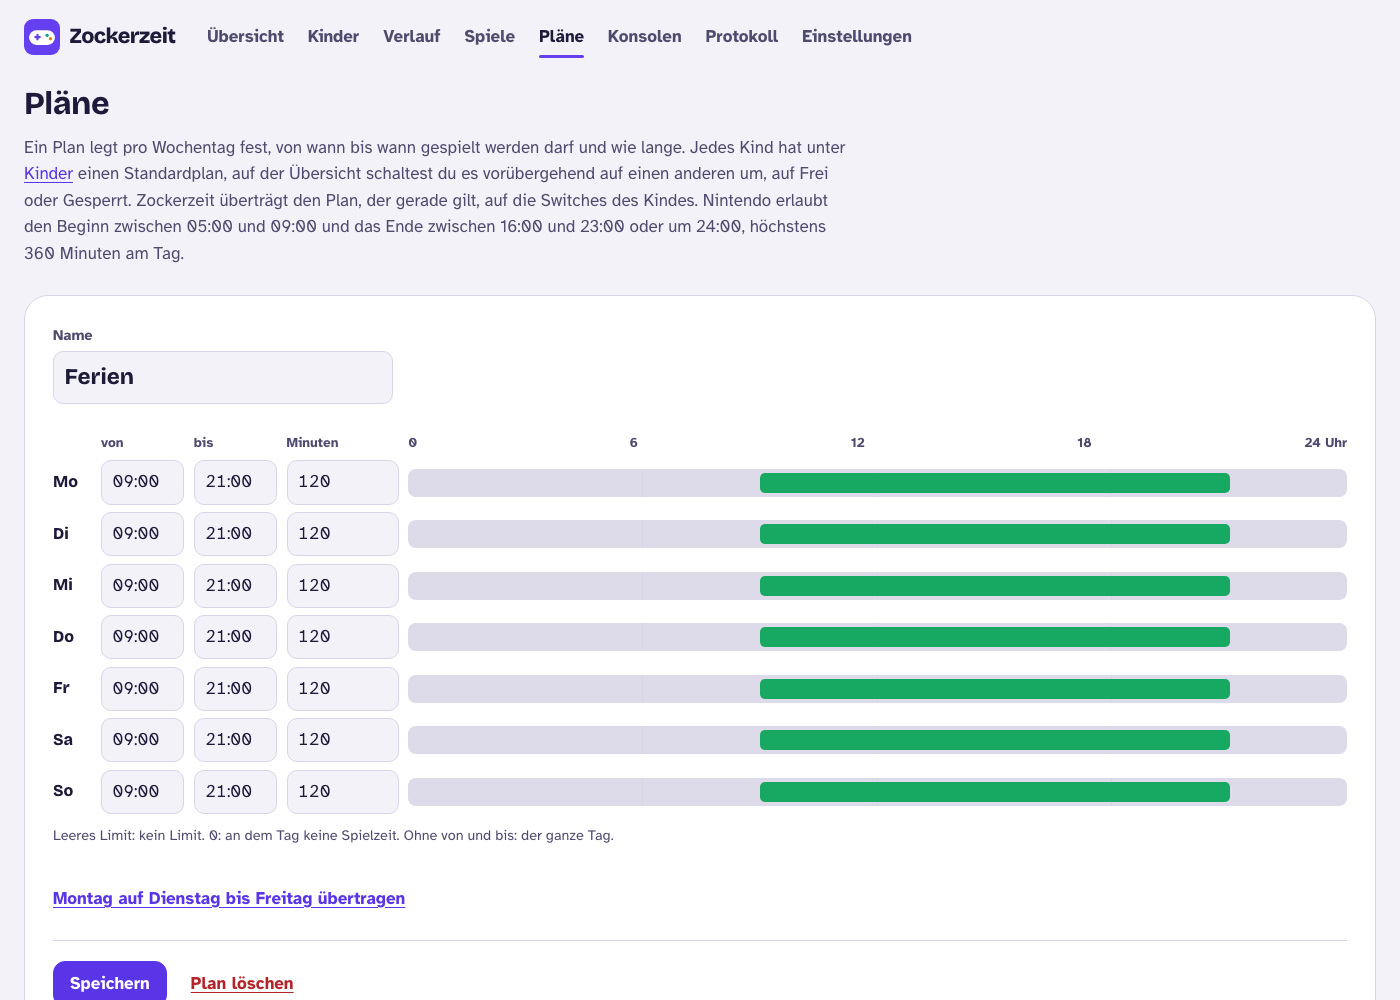 Zockerzeit Übersicht Kinder Verlauf Spiele Pläne Konsolen Protokoll Einstellungen
Pläne
Ein Plan legt pro Wochentag fest, von wann bis wann gespielt werden darf und wie lange. Jedes Kind hat unter
Kinder einen Standardplan, auf der Übersicht schaltest du es vorübergehend auf einen anderen um, auf Frei
oder Gesperrt. Zockerzeit überträgt den Plan, der gerade gilt, auf die Switches des Kindes. Nintendo erlaubt
den Beginn zwischen 05:00 und 09:00 und das Ende zwischen 16:00 und 23:00 oder um 24:00, höchstens
360 Minuten am Tag.
Name
Ferien
von bis Minuten 0 6 12 18 24 Uhr
Mo 09:00 21:00 120
Di 09:00 21:00 120
Mi 09:00 21:00 120
Do 09:00 21:00 120
Fr 09:00 21:00 120
Sa 09:00 21:00 120
So 09:00 21:00 120
Leeres Limit: kein Limit. 0: an dem Tag keine Spielzeit. Ohne von und bis: der ganze Tag.
Montag auf Dienstag bis Freitag übertragen
Speichern Plan löschen